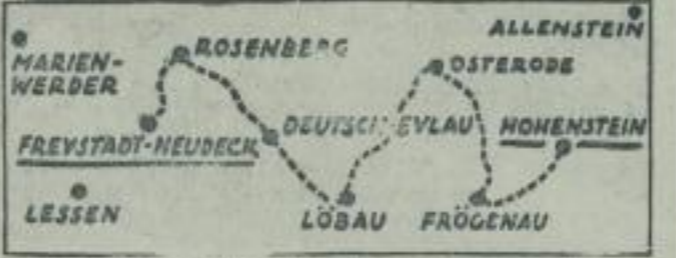 ALLENSTEIN
MARIEN-
WERDER
ROSENBERG
OSTERODE
FREYSTADT-NEUDECK
DEUTSCH-EYLAU
HOHENSTEIN
LESSEN
LÖBAU
FRÖGENAU